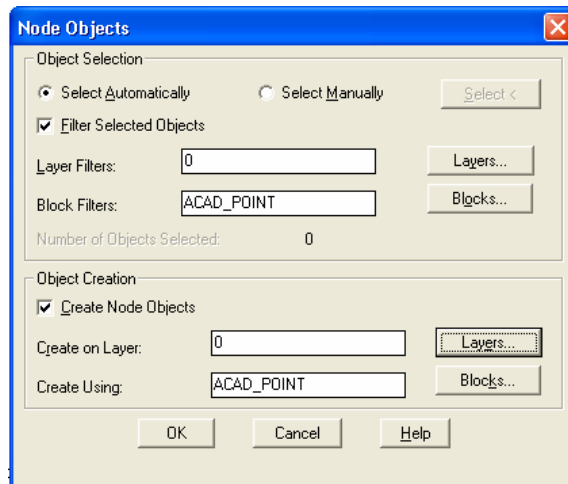 Node Objects
Object Selection
Select Automatically Select Manually Select <
Filter Selected Objects
Layer Filters: 0 Layers...
Block Filters: ACAD_POINT Blocks...
Number of Objects Selected: 0
Object Creation
Create Node Objects
Create on Layer: 0 Layers...
Create Using: ACAD_POINT Blocks...
OK Cancel Help